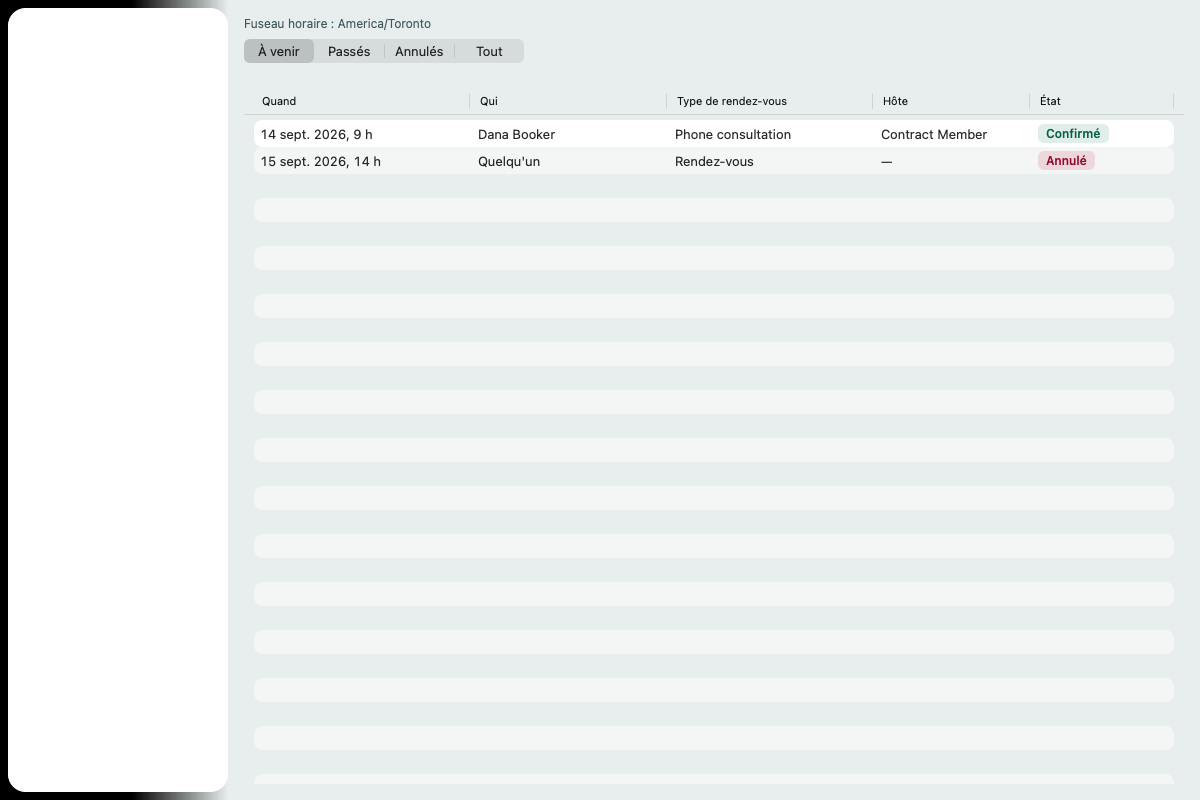 Fuseau horaire : America/Toronto
À venir Passés Annulés Tout
Quand Qui Type de rendez-vous Hôte État
14 sept. 2026, 9 h Dana Booker Phone consultation Contract Member Confirmé
15 sept. 2026, 14 h Quelqu'un Rendez-vous — Annulé